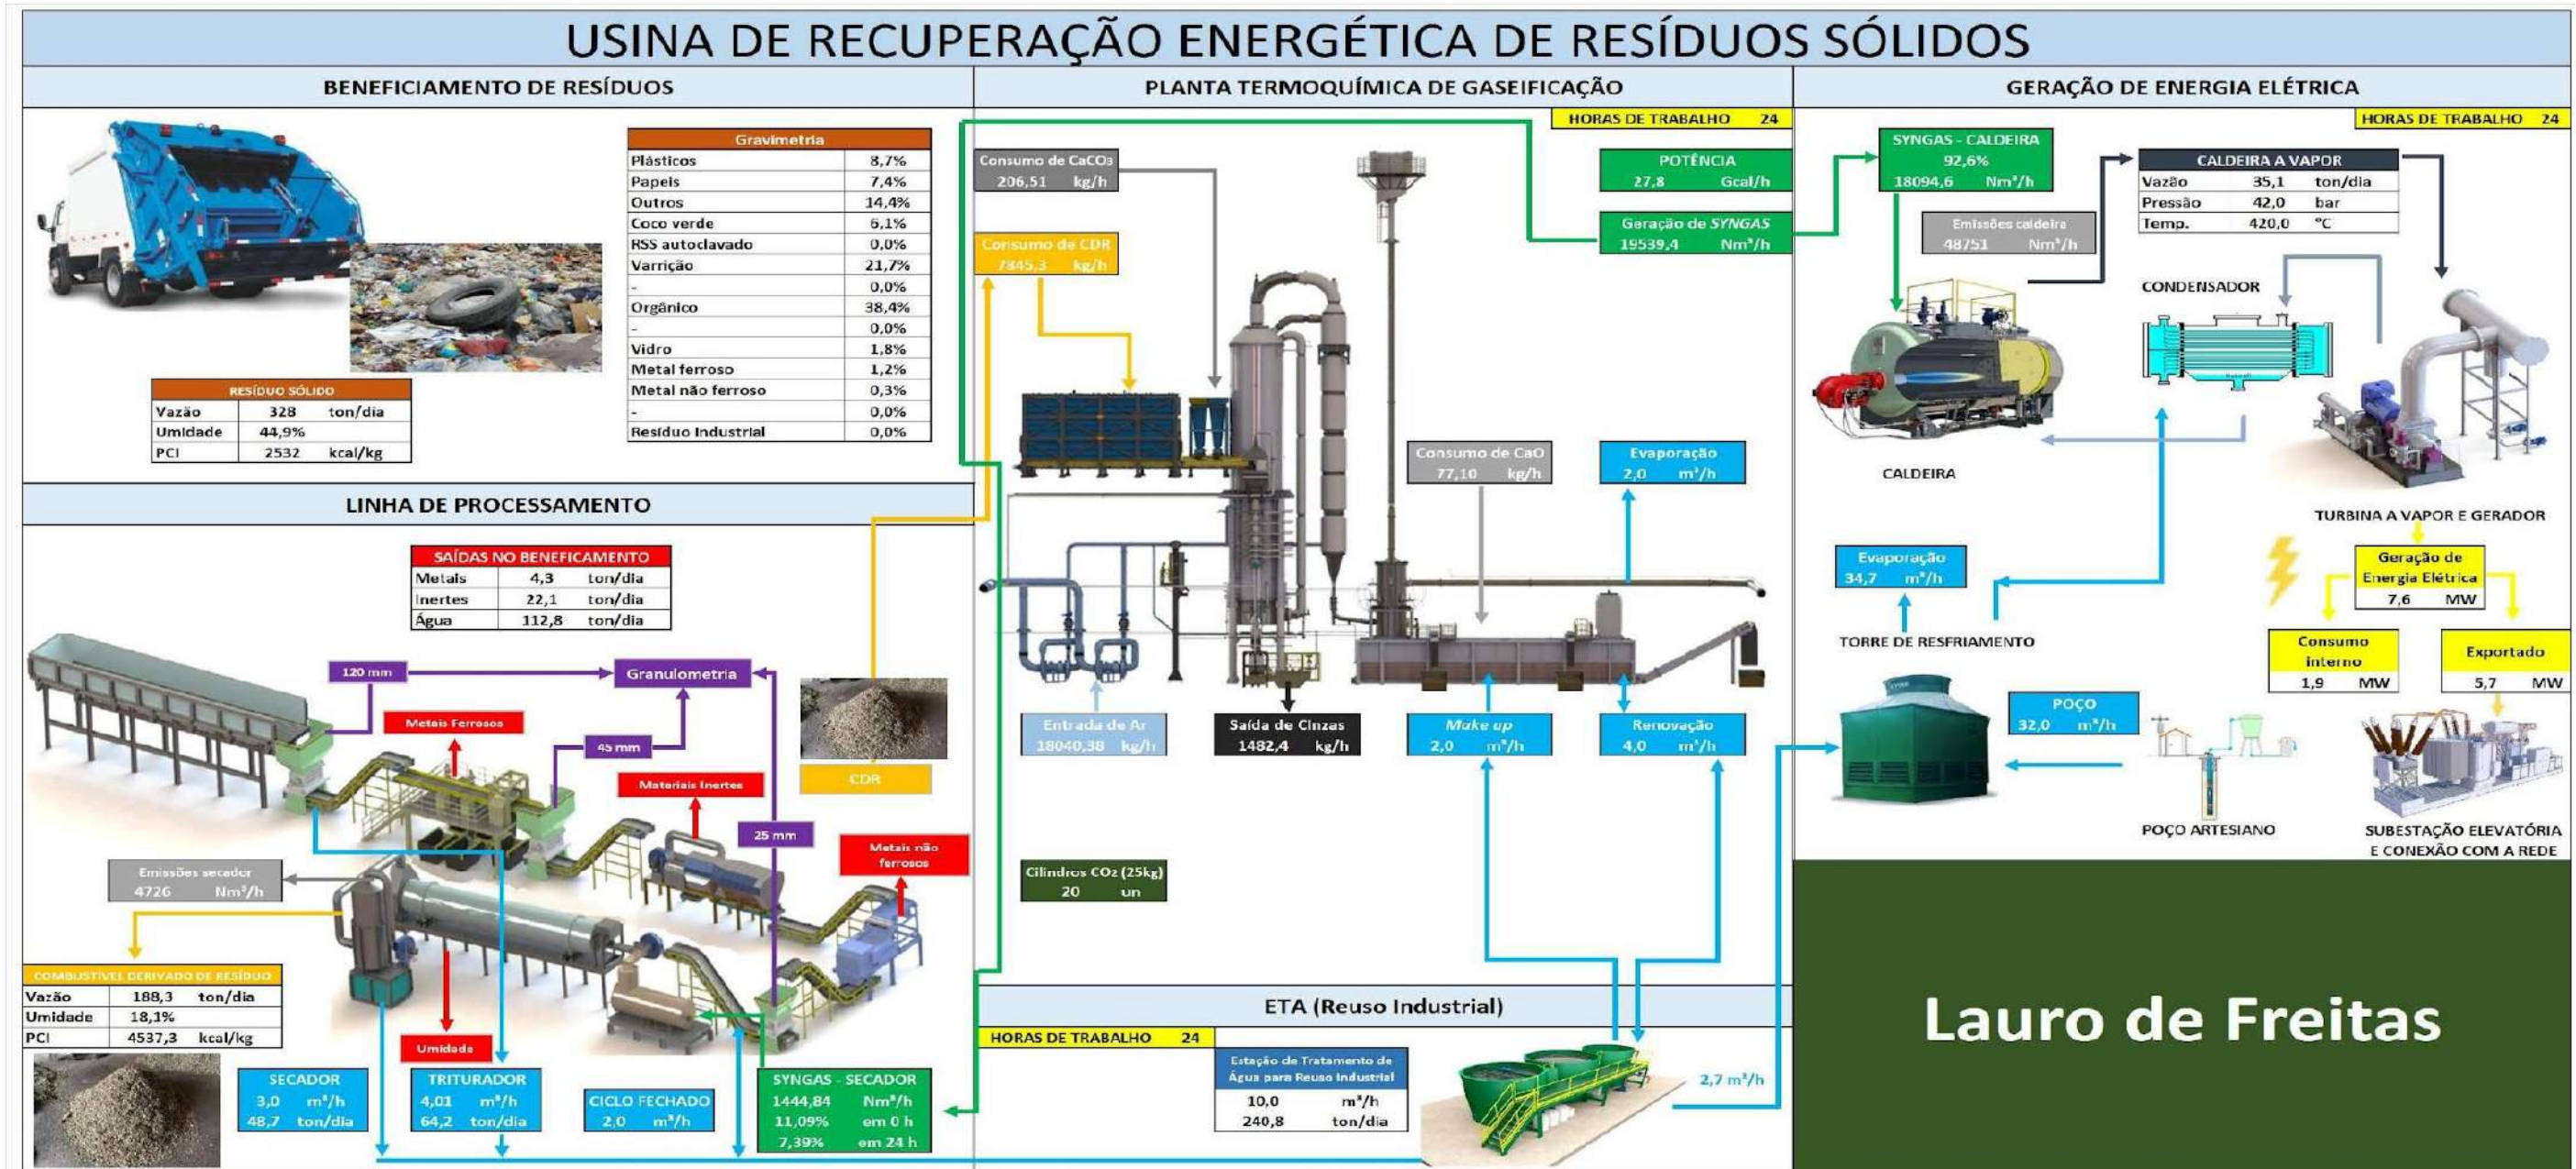 USINA DE RECUPERAÇÃO ENERGÉTICA DE RESÍDUOS SÓLIDOS
BENEFICIAMENTO DE RESÍDUOS
Gravimetria
Plásticos 8,7%
Papeis 7,4%
Outros 14,4%
Coco verde 6,1%
RSS autoclavado 0,0%
Varrição 21,7%
- 0,0%
Orgânico 38,4%
- 0,0%
Vidro 1,8%
Metal ferroso 1,2%
Metal não ferroso 0,3%
- 0,0%
Resíduo Industrial 0,0%
RESÍDUO SÓLIDO
Vazão 328 ton/dia
Umidade 44,9%
PCI 2532 kcal/kg
LINHA DE PROCESSAMENTO
SAÍDAS NO BENEFICAMENTO
Metais 4,3 ton/dia
Inertes 22,1 ton/dia
Água 112,8 ton/dia
120 mm
Granulometria
Metais Ferrosos
45 mm
Materiais Inertes
CDR
25 mm
Metais não
ferrosos
Emissões secador
4726 Nm³/h
COMBUSTÍVEL DERIVADO DE RESÍDUO
Vazão 188,3 ton/dia
Umidade 18,1%
PCI 4537,3 kcal/kg
Umidade
SECADOR
3,0 m³/h
48,7 ton/dia
TRITURADOR
4,01 m³/h
64,2 ton/dia
CICLO FECHADO
2,0 m³/h
SYNGAS - SECADOR
1444,84 Nm³/h
11,09% em 0 h
7,39% em 24 h
PLANTA TERMOQUÍMICA DE GASEIFICAÇÃO
HORAS DE TRABALHO 24
Consumo de CaCO₃
206,51 kg/h
POTÊNCIA
27,8 Gcal/h
Consumo de CDR
7845,3 kg/h
Geração de SYNGAS
19539,4 Nm³/h
Consumo de CaO
77,10 kg/h
Evaporação
2,0 m³/h
Entrada de Ar
18040,38 kg/h
Saída de Cinzas
1482,4 kg/h
Make up
2,0 m³/h
Renovação
4,0 m³/h
Cilindros CO₂ (25kg)
20 un
ETA (Reuso Industrial)
HORAS DE TRABALHO 24
Estação de Tratamento de
Água para Reuso Industrial
10,0 m³/h
240,8 ton/dia
2,7 m³/h
GERAÇÃO DE ENERGIA ELÉTRICA
HORAS DE TRABALHO 24
SYNGAS - CALDEIRA
92,6%
18094,6 Nm³/h
CALDEIRA A VAPOR
Vazão 35,1 ton/dia
Pressão 42,0 bar
Temp. 420,0 °C
Emissões caldeira
48751 Nm³/h
CONDENSADOR
CALDEIRA
TURBINA A VAPOR E GERADOR
Evaporação
34,7 m³/h
Geração de
Energia Elétrica
7,6 MW
TORRE DE RESFRIAMENTO
Consumo
interno
1,9 MW
Exportado
5,7 MW
POÇO
32,0 m³/h
POÇO ARTESIANO
SUBESTAÇÃO ELEVATÓRIA
E CONEXÃO COM A REDE
Lauro de Freitas